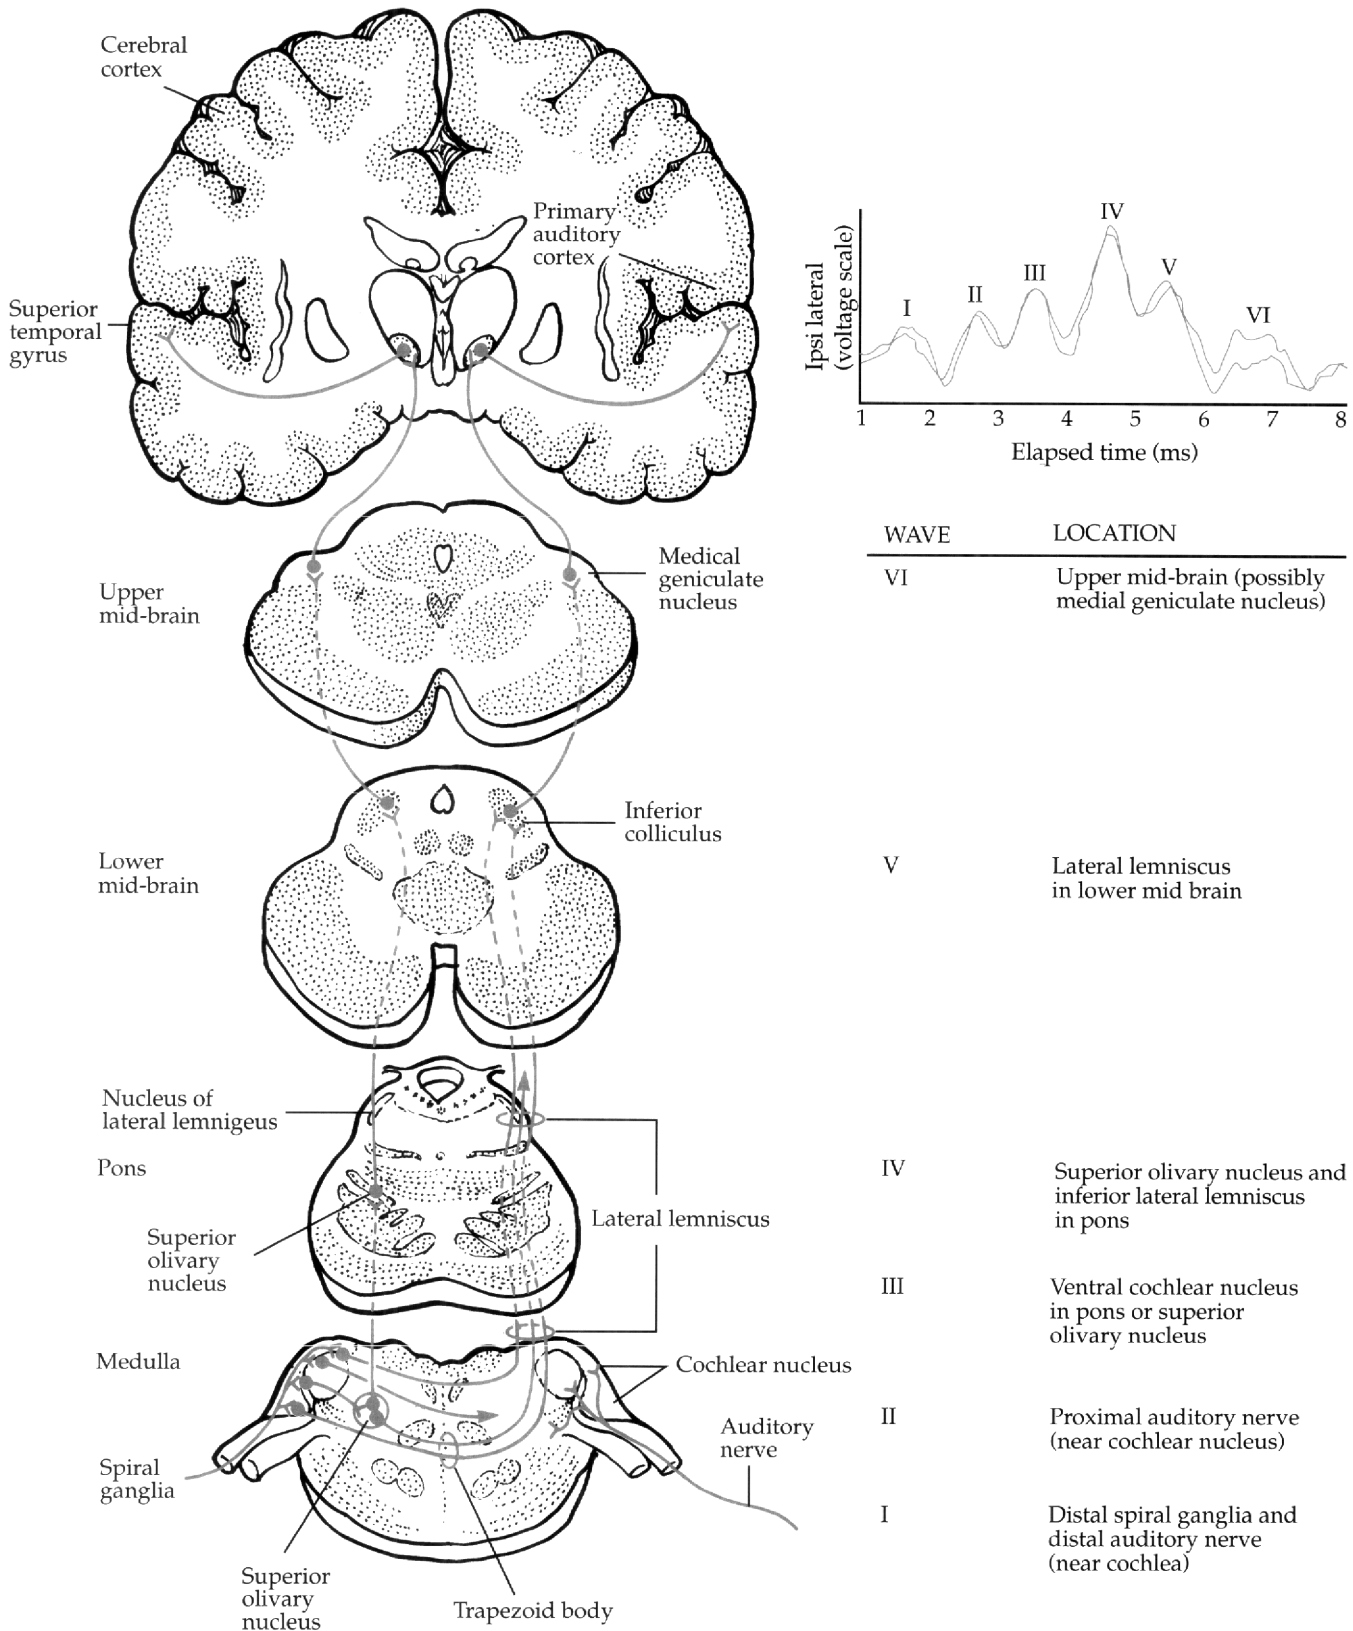 Cerebral
cortex
Primary
auditory
cortex
Superior
temporal
gyrus
Ipsi lateral
(voltage scale)
I
II
III
IV
V
VI
1 2 3 4 5 6 7 8
Elapsed time (ms)
WAVE LOCATION
VI Upper mid-brain (possibly
medial geniculate nucleus)
Medical
geniculate
nucleus
Upper
mid-brain
Inferior
colliculus
Lower
mid-brain
V Lateral lemniscus
in lower mid brain
Nucleus of
lateral lemnigeus
Pons
Superior
olivary
nucleus
Lateral lemniscus
IV Superior olivary nucleus and
inferior lateral lemniscus
in pons
III Ventral cochlear nucleus
in pons or superior
olivary nucleus
Medulla
Cochlear nucleus
Auditory
nerve
II Proximal auditory nerve
(near cochlear nucleus)
Spiral
ganglia
I Distal spiral ganglia and
distal auditory nerve
(near cochlea)
Superior
olivary
nucleus
Trapezoid body